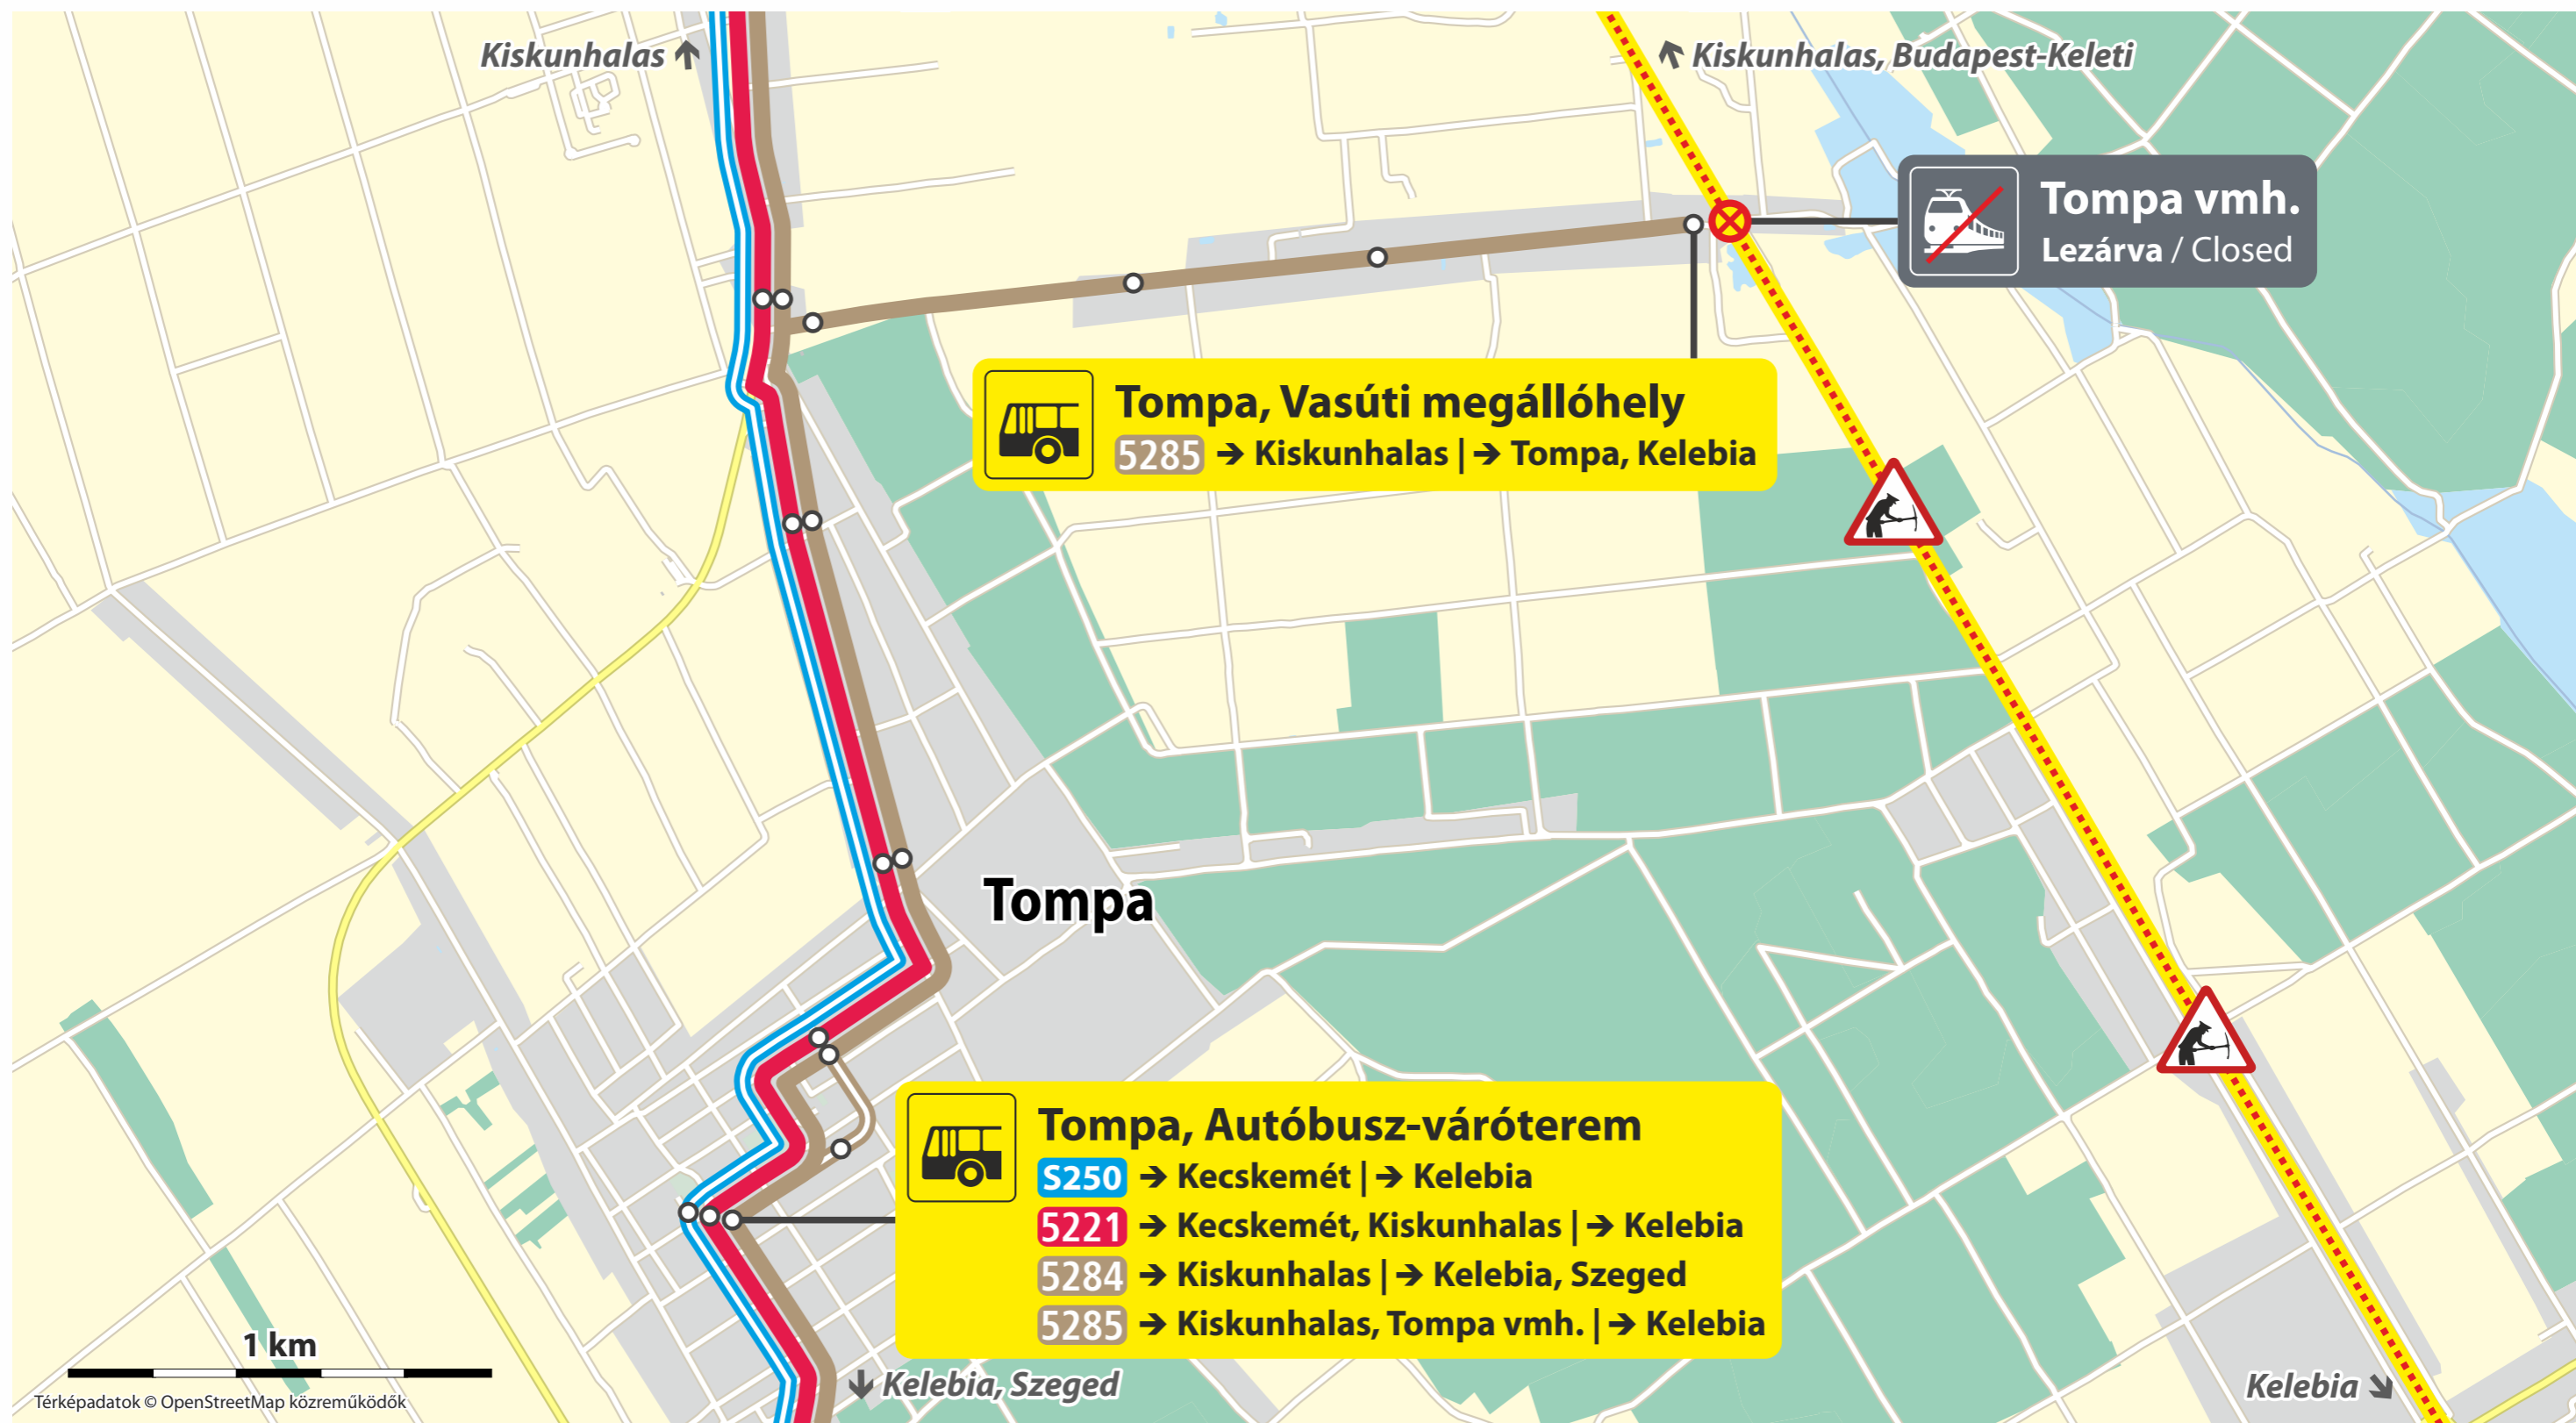 Kiskunhalas
Kiskunhalas, Budapest-Keleti
Tompa vmh.
Lezárva / Closed
Tompa, Vasúti megállóhely
5285 → Kiskunhalas | → Tompa, Kelebia
Tompa
Tompa, Autóbusz-váróterem
S250 → Kecskemét | → Kelebia
5221 → Kecskemét, Kiskunhalas | → Kelebia
5284 → Kiskunhalas | → Kelebia, Szeged
5285 → Kiskunhalas, Tompa vmh. | → Kelebia
1 km
Térképadatok © OpenStreetMap közreműködők
Kelebia, Szeged
Kelebia